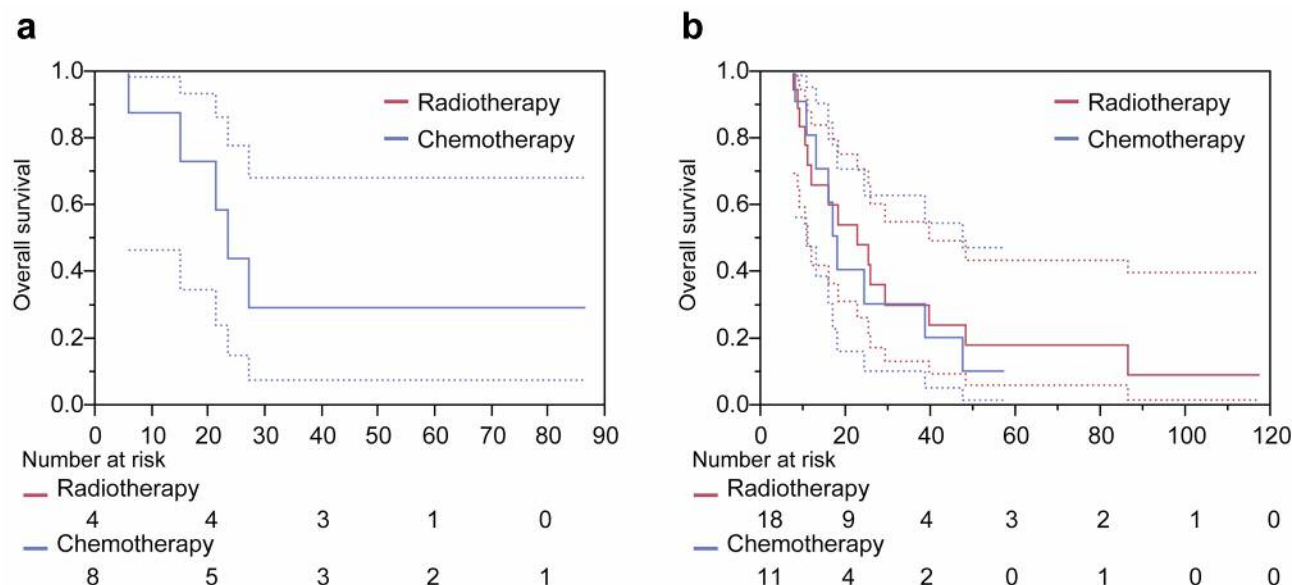 a
1.0
0.8
0.6
0.4
0.2
0.0
Overall survival
Radiotherapy
Chemotherapy
0 10 20 30 40 50 60 70 80 90
Number at risk
Radiotherapy
4 4 3 1 0
Chemotherapy
8 5 3 2 1
b
1.0
0.8
0.6
0.4
0.2
0.0
Overall survival
Radiotherapy
Chemotherapy
0 20 40 60 80 100 120
Number at risk
Radiotherapy
18 9 4 3 2 1 0
Chemotherapy
11 4 2 0 1 0 0